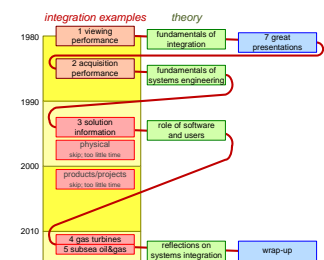 integration examples theory
1980
1 viewing
performance
fundamentals of
integration
7 great
presentations
2 acquisition
performance
fundamentals of
systems engineering
1990
3 solution
information
role of software
and users
physical
skip; too little time
2000
products/projects
skip; too little time
2010
4 gas turbines
5 subsea oil&gas
reflections on
systems integration
wrap-up